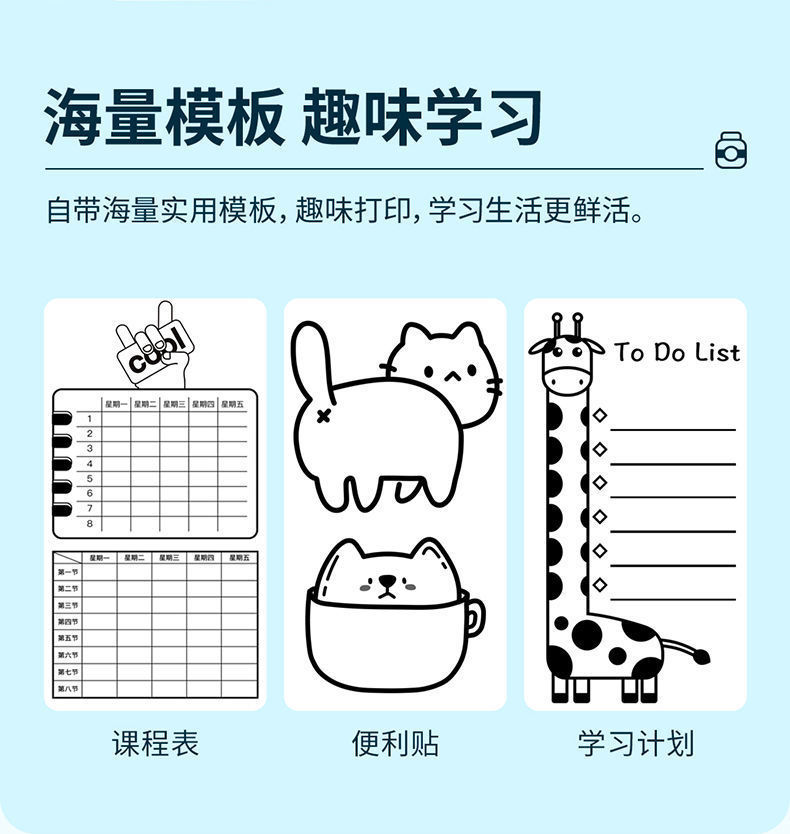 海量模板 趣味学习
自带海量实用模板，趣味打印，学习生活更鲜活。
cool
星期一 星期二 星期三 星期四 星期五
1
2
3
4
5
6
7
8
星期一 星期二 星期三 星期四 星期五
第一节
第二节
第三节
第四节
第五节
第六节
第七节
第八节
To Do List
课程表
便利贴
学习计划